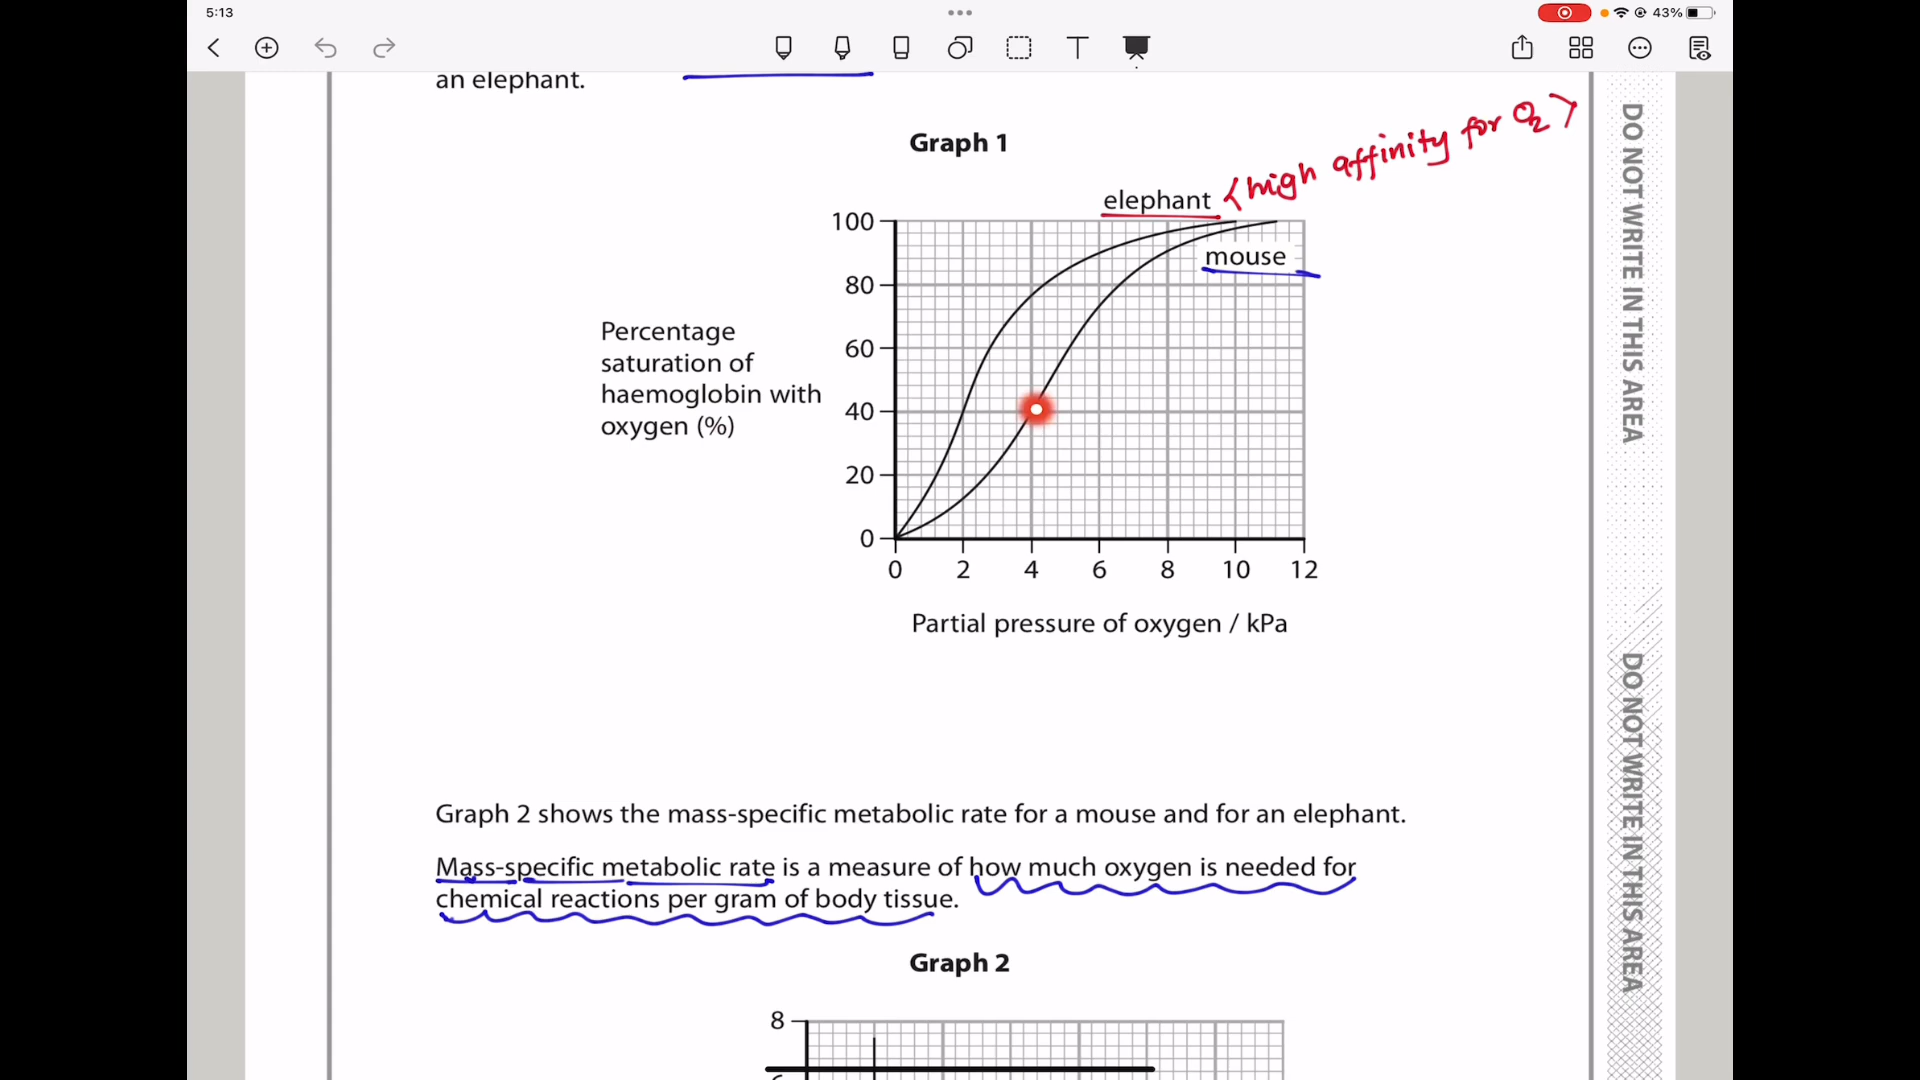 5:13
43%
an elephant.
Graph 1
<high affinity for O2>
elephant
mouse
100
80
60
40
20
0
Percentage
saturation of
haemoglobin with
oxygen (%)
0 2 4 6 8 10 12
Partial pressure of oxygen / kPa
Graph 2 shows the mass-specific metabolic rate for a mouse and for an elephant.
Mass-specific metabolic rate is a measure of how much oxygen is needed for
chemical reactions per gram of body tissue.
Graph 2
8
DO NOT WRITE IN THIS AREA
DO NOT WRITE IN THIS AREA